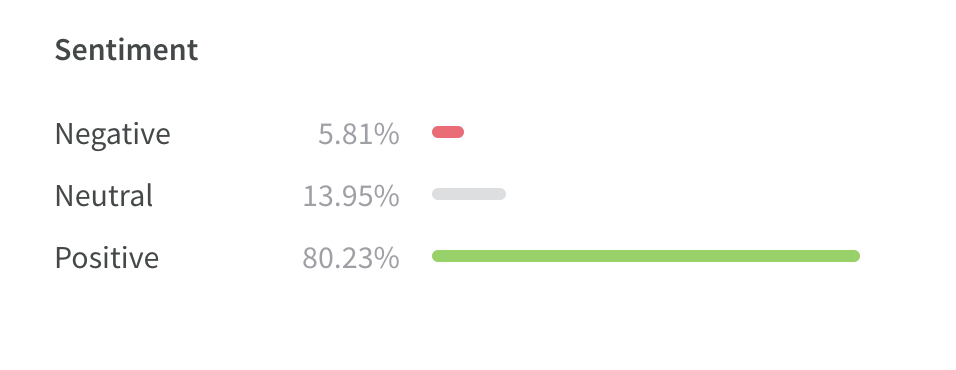 Sentiment
Negative 5.81%
Neutral 13.95%
Positive 80.23%